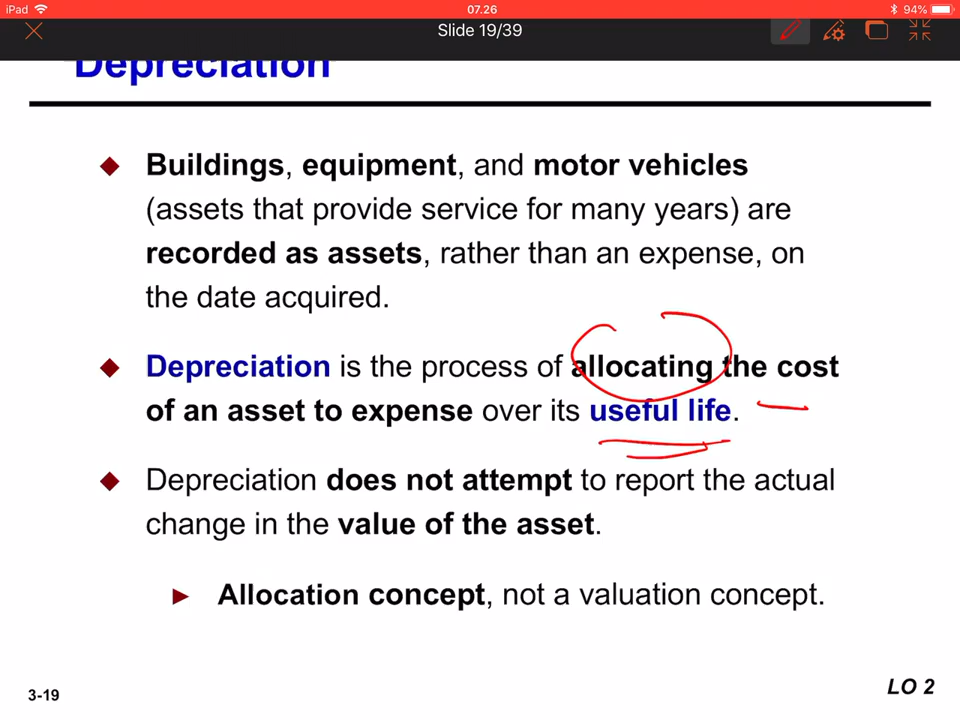 iPad
07.26
94%
Slide 19/39
Depreciation
Buildings, equipment, and motor vehicles
(assets that provide service for many years) are
recorded as assets, rather than an expense, on
the date acquired.
Depreciation is the process of allocating the cost
of an asset to expense over its useful life.
Depreciation does not attempt to report the actual
change in the value of the asset.
Allocation concept, not a valuation concept.
3-19
LO 2